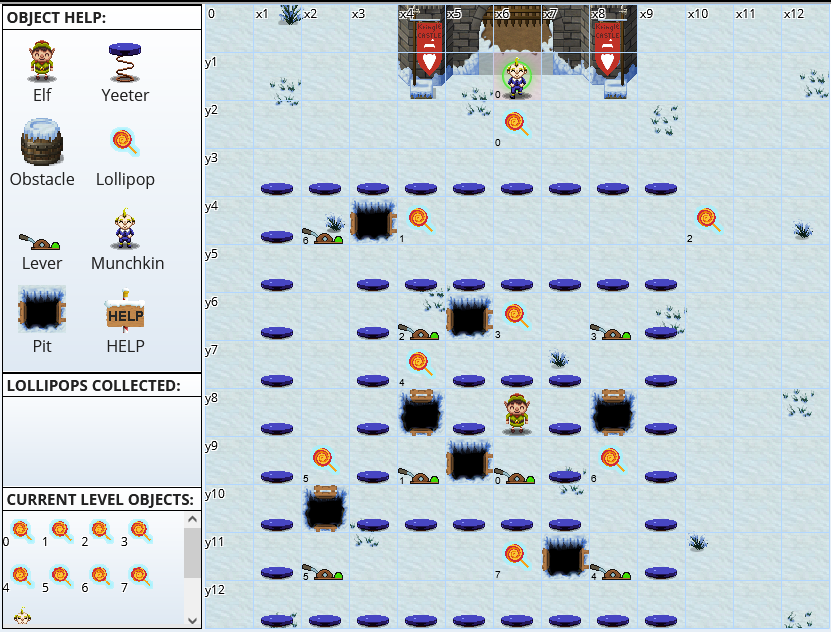 OBJECT HELP:
Elf
Yeeter
Obstacle
Lollipop
Lever
Munchkin
HELP
Pit
HELP
LOLLIPOPS COLLECTED:
CURRENT LEVEL OBJECTS:
0 1 2 3
4 5 6 7
0 x1 x2 x3 x4 x5 x6 x7 x8 x9 x10 x11 x12
CASTLE CASTLE
y1
0
y2
0
y3
y4
6 1 2
y5
y6
2 3 3
y7
4
y8
y9
5 1 0 6
y10
y11
5 7 4
y12